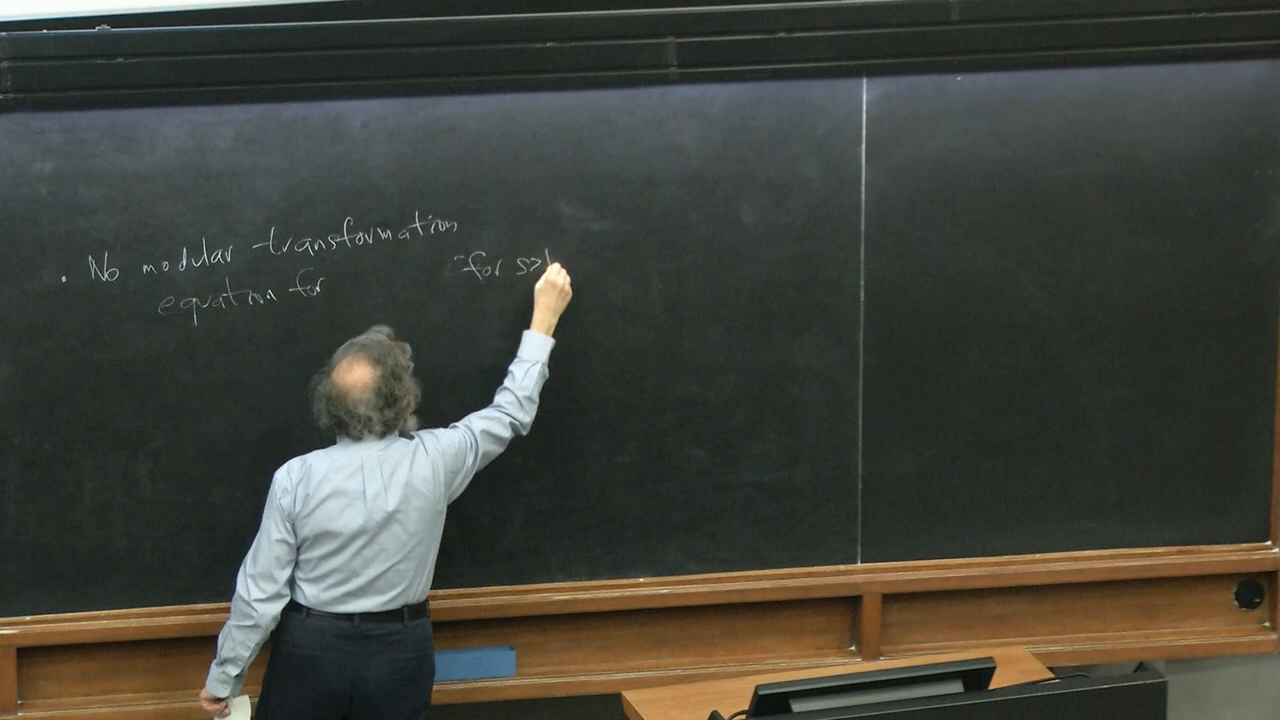 . No modular transformation
equation for for s>1